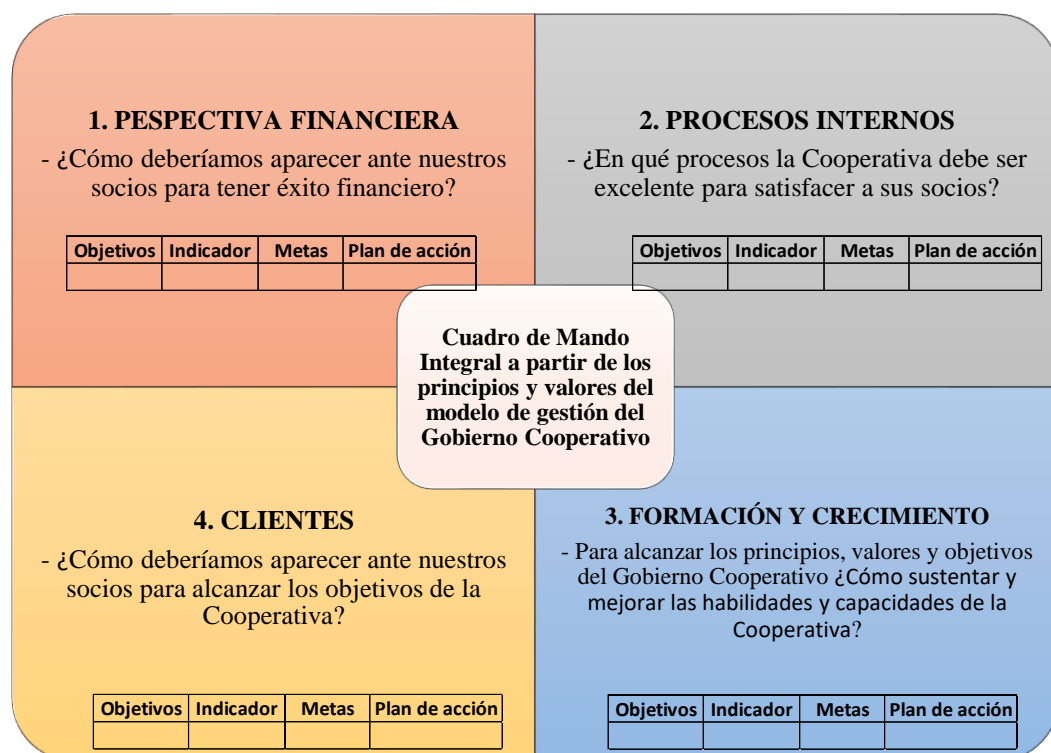 1. PESPECTIVA FINANCIERA
- ¿Cómo deberíamos aparecer ante nuestros
socios para tener éxito financiero?
Objetivos Indicador Metas Plan de acción
2. PROCESOS INTERNOS
- ¿En qué procesos la Cooperativa debe ser
excelente para satisfacer a sus socios?
Objetivos Indicador Metas Plan de acción
Cuadro de Mando
Integral a partir de los
principios y valores del
modelo de gestión del
Gobierno Cooperativo
4. CLIENTES
- ¿Cómo deberíamos aparecer ante nuestros
socios para alcanzar los objetivos de la
Cooperativa?
Objetivos Indicador Metas Plan de acción
3. FORMACIÓN Y CRECIMIENTO
- Para alcanzar los principios, valores y objetivos
del Gobierno Cooperativo ¿Cómo sustentar y
mejorar las habilidades y capacidades de la
Cooperativa?
Objetivos Indicador Metas Plan de acción